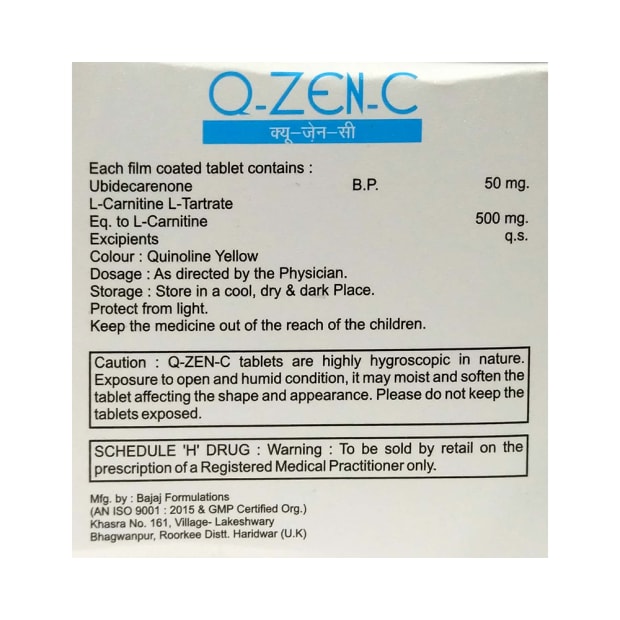 Q-ZEN-C
क्यू-ज़ेन-सी
Each film coated tablet contains :
Ubidecarenone B.P. 50 mg.
L-Carnitine L-Tartrate
Eq. to L-Carnitine 500 mg.
Excipients q.s.
Colour : Quinoline Yellow
Dosage : As directed by the Physician.
Storage : Store in a cool, dry & dark Place.
Protect from light.
Keep the medicine out of the reach of the children.
Caution : Q-ZEN-C tablets are highly hygroscopic in nature.
Exposure to open and humid condition, it may moist and soften the
tablet affecting the shape and appearance. Please do not keep the
tablets exposed.
SCHEDULE 'H' DRUG : Warning : To be sold by retail on the
prescription of a Registered Medical Practitioner only.
Mfg. by : Bajaj Formulations
(AN ISO 9001 : 2015 & GMP Certified Org.)
Khasra No. 161, Village- Lakeshwary
Bhagwanpur, Roorkee Distt. Haridwar (U.K)